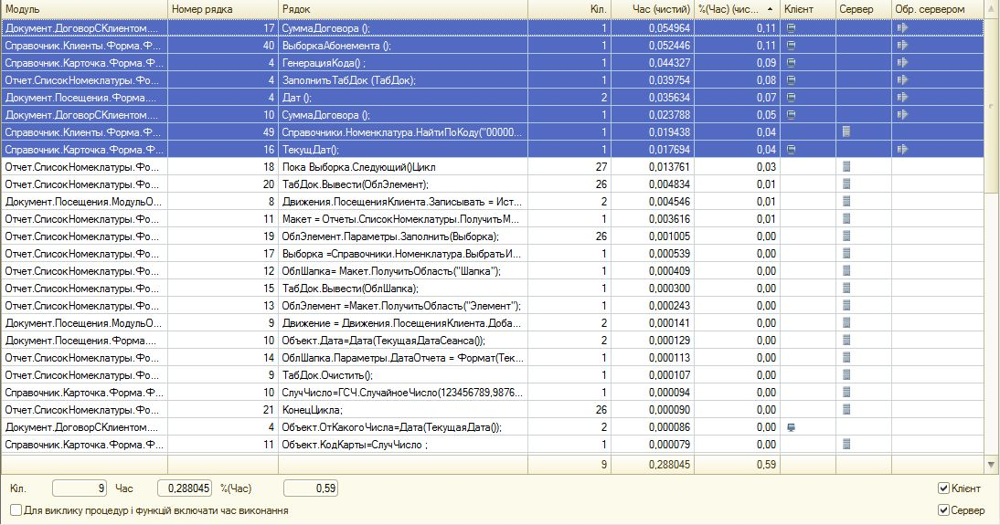 Модуль Номер рядка Рядок Кіл. Час (чистий) %(Час) (чис... Клієнт Сервер Обр. сервером
Документ.ДоговорСКлиентом.... 17 СуммаДоговора (); 1 0,054964 0,11
Справочник.Клиенты.Форма.Ф... 40 ВыборкаАбонемента (); 1 0,052446 0,11
Справочник.Карточка.Форма.Ф... 4 ГенерацияКода() ; 1 0,044327 0,09
Отчет.СписокНомеклатуры.Фо... 4 ЗаполнитьТабДок (ТабДок); 1 0,039754 0,08
Документ.Посещения.Форма.... 4 Дат (); 2 0,035634 0,07
Документ.ДоговорСКлиентом.... 10 СуммаДоговора (); 1 0,023788 0,05
Справочник.Клиенты.Форма.Ф... 49 Справочники.Номенклатура.НайтиПоКоду("00000... 1 0,019438 0,04
Справочник.Карточка.Форма.Ф... 16 ТекущДат(); 1 0,017694 0,04
Отчет.СписокНомеклатуры.Фо... 18 Пока Выборка.Следующий()Цикл 27 0,013761 0,03
Отчет.СписокНомеклатуры.Фо... 20 ТабДок.Вывести(ОблЭлемент); 26 0,004834 0,01
Документ.Посещения.МодульО... 8 Движения.ПосещенияКлиента.Записывать = Ист... 2 0,004546 0,01
Отчет.СписокНомеклатуры.Фо... 11 Макет = Отчеты.СписокНомеклатуры.ПолучитьМ... 1 0,003616 0,01
Отчет.СписокНомеклатуры.Фо... 19 ОблЭлемент.Параметры.Заполнить(Выборка); 26 0,001005 0,00
Отчет.СписокНомеклатуры.Фо... 17 Выборка =Справочники.Номенклатура.ВыбратьИ... 1 0,000539 0,00
Отчет.СписокНомеклатуры.Фо... 12 ОблШапка= Макет.ПолучитьОбласть("Шапка"); 1 0,000409 0,00
Отчет.СписокНомеклатуры.Фо... 15 ТабДок.Вывести(ОблШапка); 1 0,000300 0,00
Отчет.СписокНомеклатуры.Фо... 13 ОблЭлемент =Макет.ПолучитьОбласть("Элемент"); 1 0,000243 0,00
Документ.Посещения.МодульО... 9 Движение = Движения.ПосещенияКлиента.Доба... 2 0,000141 0,00
Документ.Посещения.Форма.... 10 Объект.Дата=Дата(ТекущаяДатаСеанса()); 2 0,000129 0,00
Отчет.СписокНомеклатуры.Фо... 14 ОблШапка.Параметры.ДатаОтчета = Формат(Тек... 1 0,000113 0,00
Отчет.СписокНомеклатуры.Фо... 9 ТабДок.Очистить(); 1 0,000107 0,00
Справочник.Карточка.Форма.Ф... 10 СлучЧисло=ГСЧ.СлучайноеЧисло(123456789,9876... 1 0,000094 0,00
Отчет.СписокНомеклатуры.Фо... 21 КонецЦикла; 26 0,000090 0,00
Документ.ДоговорСКлиентом.... 4 Объект.ОтКакогоЧисла=Дата(ТекущаяДата()); 2 0,000086 0,00
Справочник.Карточка.Форма.Ф... 11 Объект.КодКарты=СлучЧисло ; 1 0,000079 0,00
9 0,288045 0,59
Кіл. 9 Час 0,288045 %(Час) 0,59 Клієнт
Для виклику процедур і функцій включати час виконання Сервер